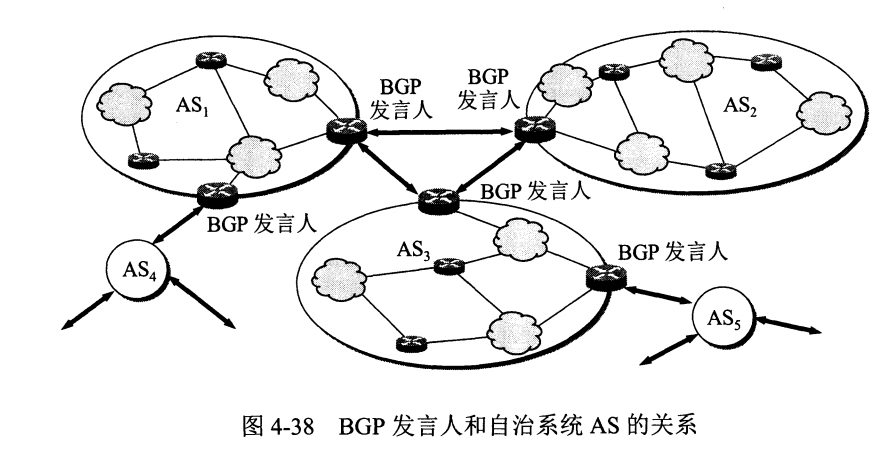 BGP
发言人
BGP
发言人
AS₁
AS₂
BGP 发言人
BGP 发言人
AS₃
BGP 发言人
AS₄
AS₅
图 4-38 BGP 发言人和自治系统 AS 的关系